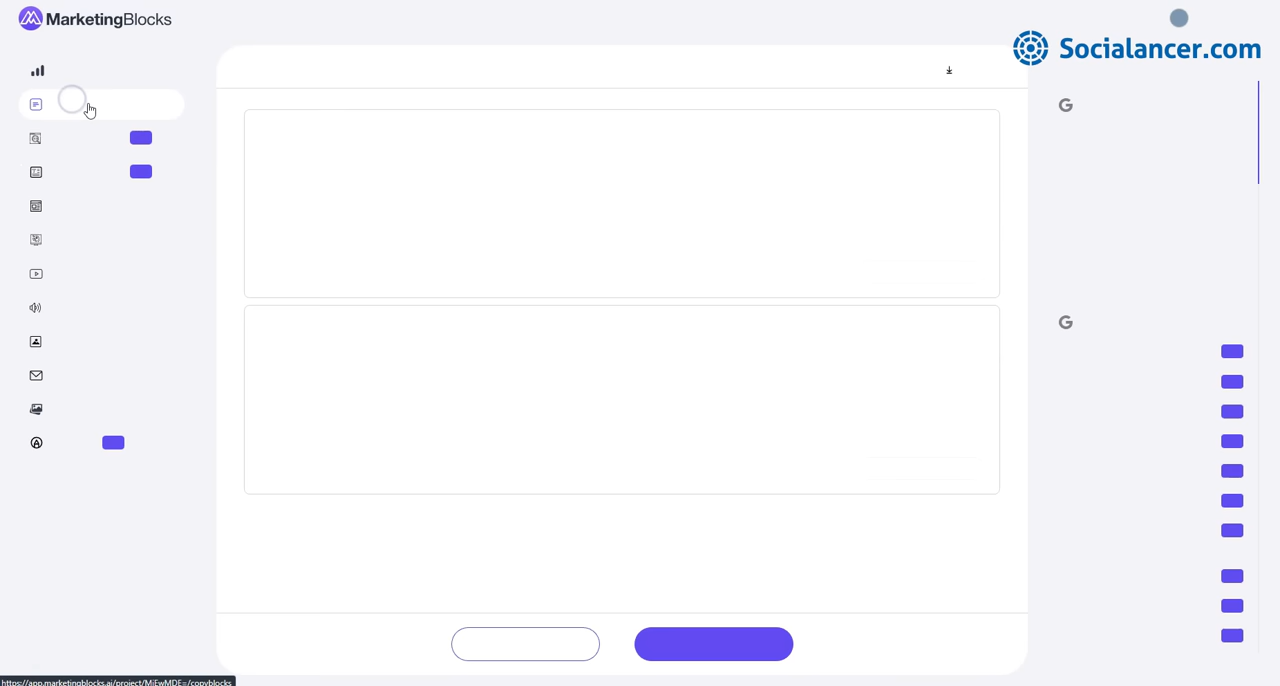 MarketingBlocks
Socialancer.com
https://app.marketingblocks.ai/project/MjEwMDE=/copyblocks